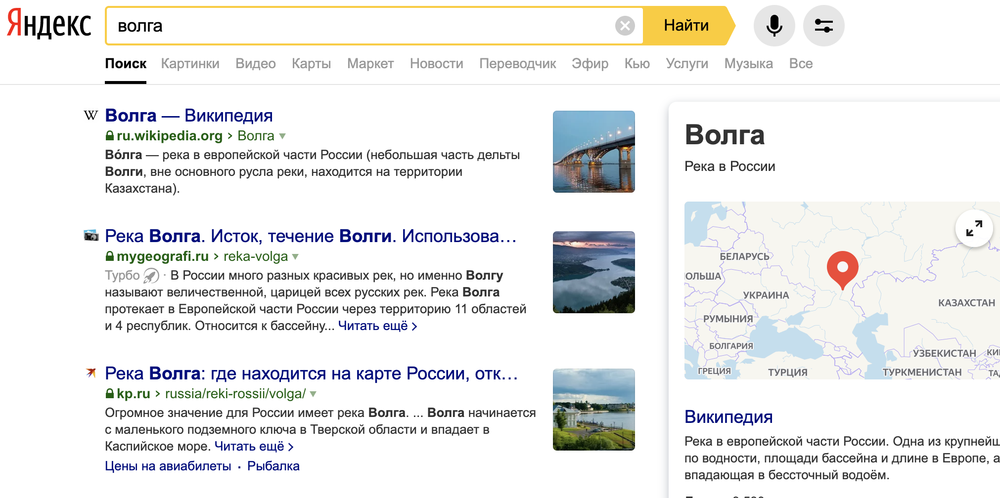 Яндекс
волга
Найти
Поиск Картинки Видео Карты Маркет Новости Переводчик Эфир Кью Услуги Музыка Все
W Волга — Википедия
ru.wikipedia.org › Волга
Во́лга — река в европейской части России (небольшая часть дельты
Волги, вне основного русла реки, находится на территории
Казахстана).
Река Волга. Исток, течение Волги. Использова...
mygeografi.ru › reka-volga
Турбо · В России много разных красивых рек, но именно Волгу
называют величественной, царицей всех русских рек. Река Волга
протекает в Европейской части России через территорию 11 областей
и 4 республик. Относится к бассейну... Читать ещё ›
Река Волга: где находится на карте России, отк...
kp.ru › russia/reki-rossii/volga/
Огромное значение для России имеет река Волга. ... Волга начинается
с маленького подземного ключа в Тверской области и впадает в
Каспийское море. Читать ещё ›
Цены на авиабилеты · Рыбалка
Волга
Река в России
БЕЛАРУСЬ
ОЛЬША
УКРАИНА
КАЗАХСТАН
РУМЫНИЯ
БОЛГАРИЯ
УЗБЕКИСТАН
КИ
ГРЕЦИЯ
ТУРЦИЯ
ТУРКМЕНИСТАН
ТА
Википедия
Река в европейской части России. Одна из крупнейш
по водности, площади бассейна и длине в Европе, а
впадающая в бессточный водоём.